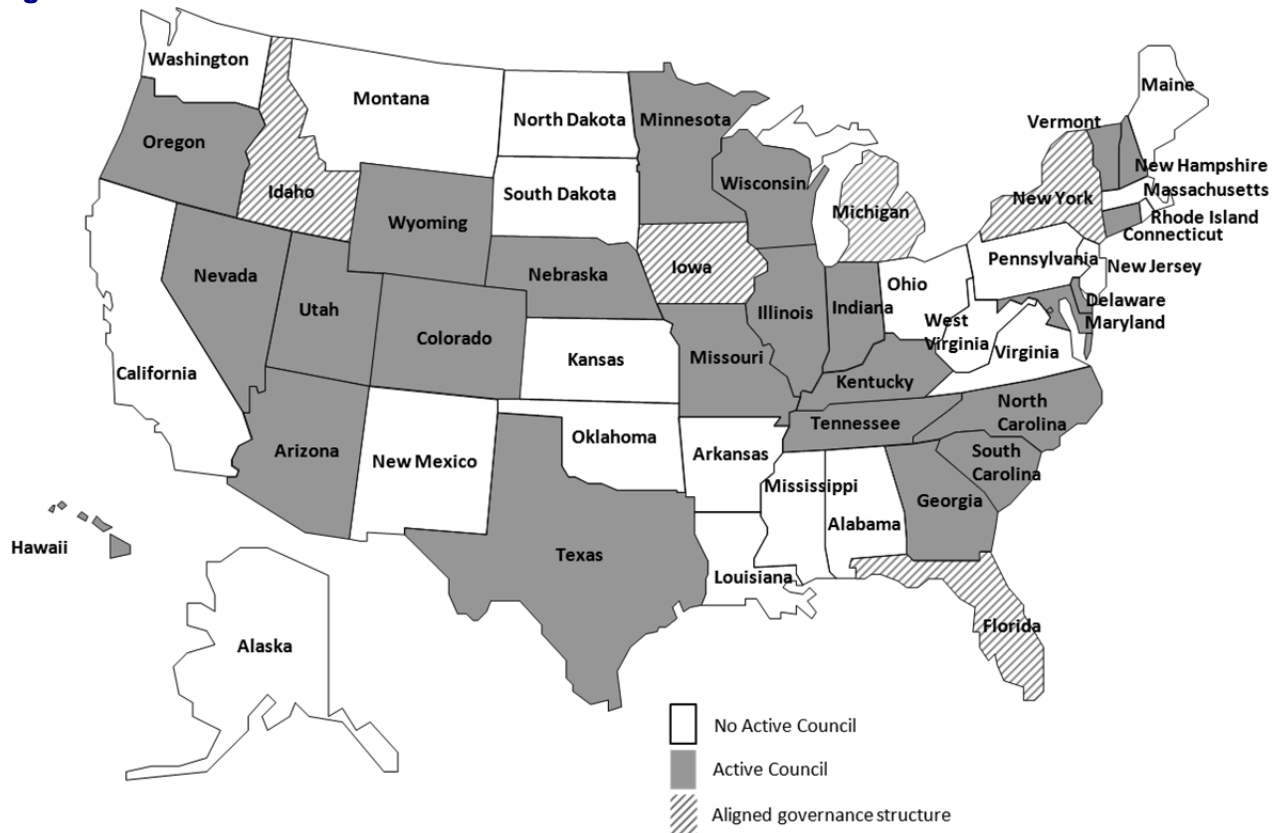 Washington
Montana
North Dakota
Minnesota
Maine
Vermont
Oregon
Idaho
South Dakota
Wisconsin
Michigan
New York
New Hampshire
Massachusetts
Rhode Island
Connecticut
Wyoming
Nevada
Nebraska
Iowa
Pennsylvania
New Jersey
Utah
Colorado
Illinois
Indiana
Ohio
Delaware
Maryland
West
Virginia
Virginia
California
Kansas
Missouri
Kentucky
North
Carolina
Tennessee
Arizona
New Mexico
Oklahoma
Arkansas
South
Carolina
Mississippi
Georgia
Alabama
Hawaii
Texas
Louisiana
Alaska
Florida
No Active Council
Active Council
Aligned governance structure